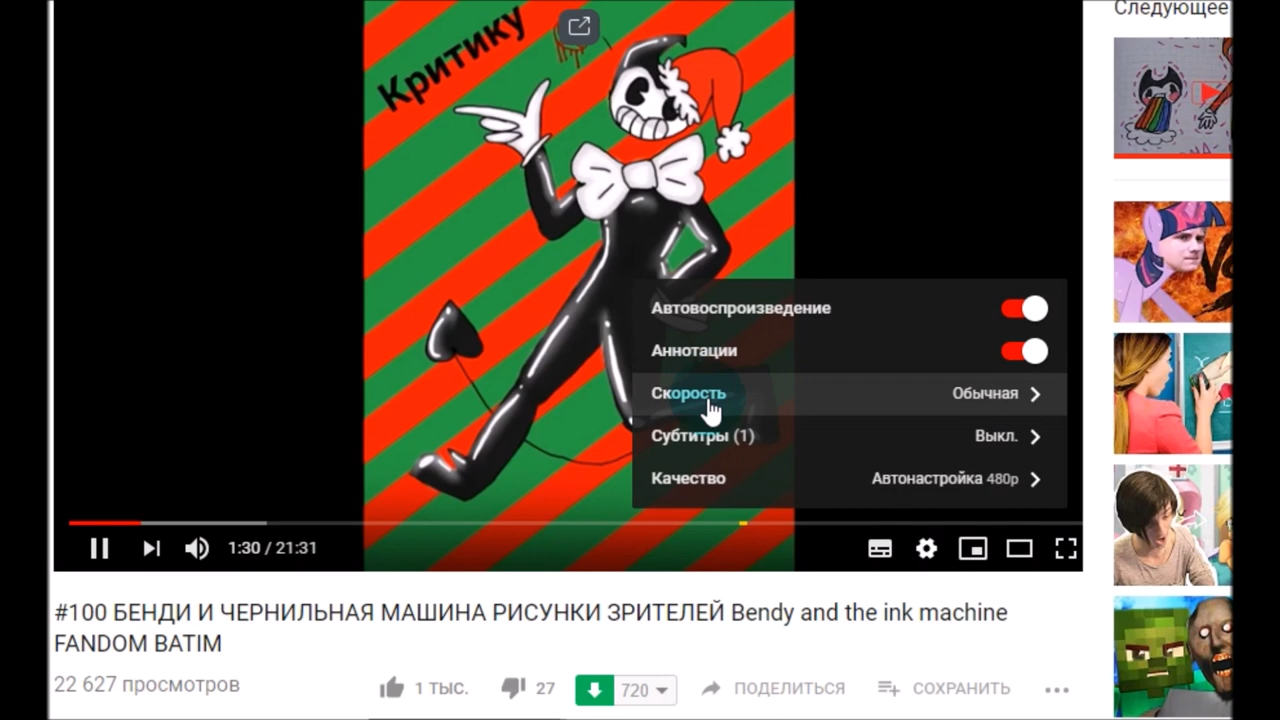 Следующее
Критику
Автовоспроизведение
Аннотации
Скорость Обычная
Субтитры (1) Выкл.
Качество Автонастройка 480p
1:30 / 21:31
#100 БЕНДИ И ЧЕРНИЛЬНАЯ МАШИНА РИСУНКИ ЗРИТЕЛЕЙ Bendy and the ink machine
FANDOM BATIM
22 627 просмотров
1 ТЫС. 27 720 ПОДЕЛИТЬСЯ СОХРАНИТЬ